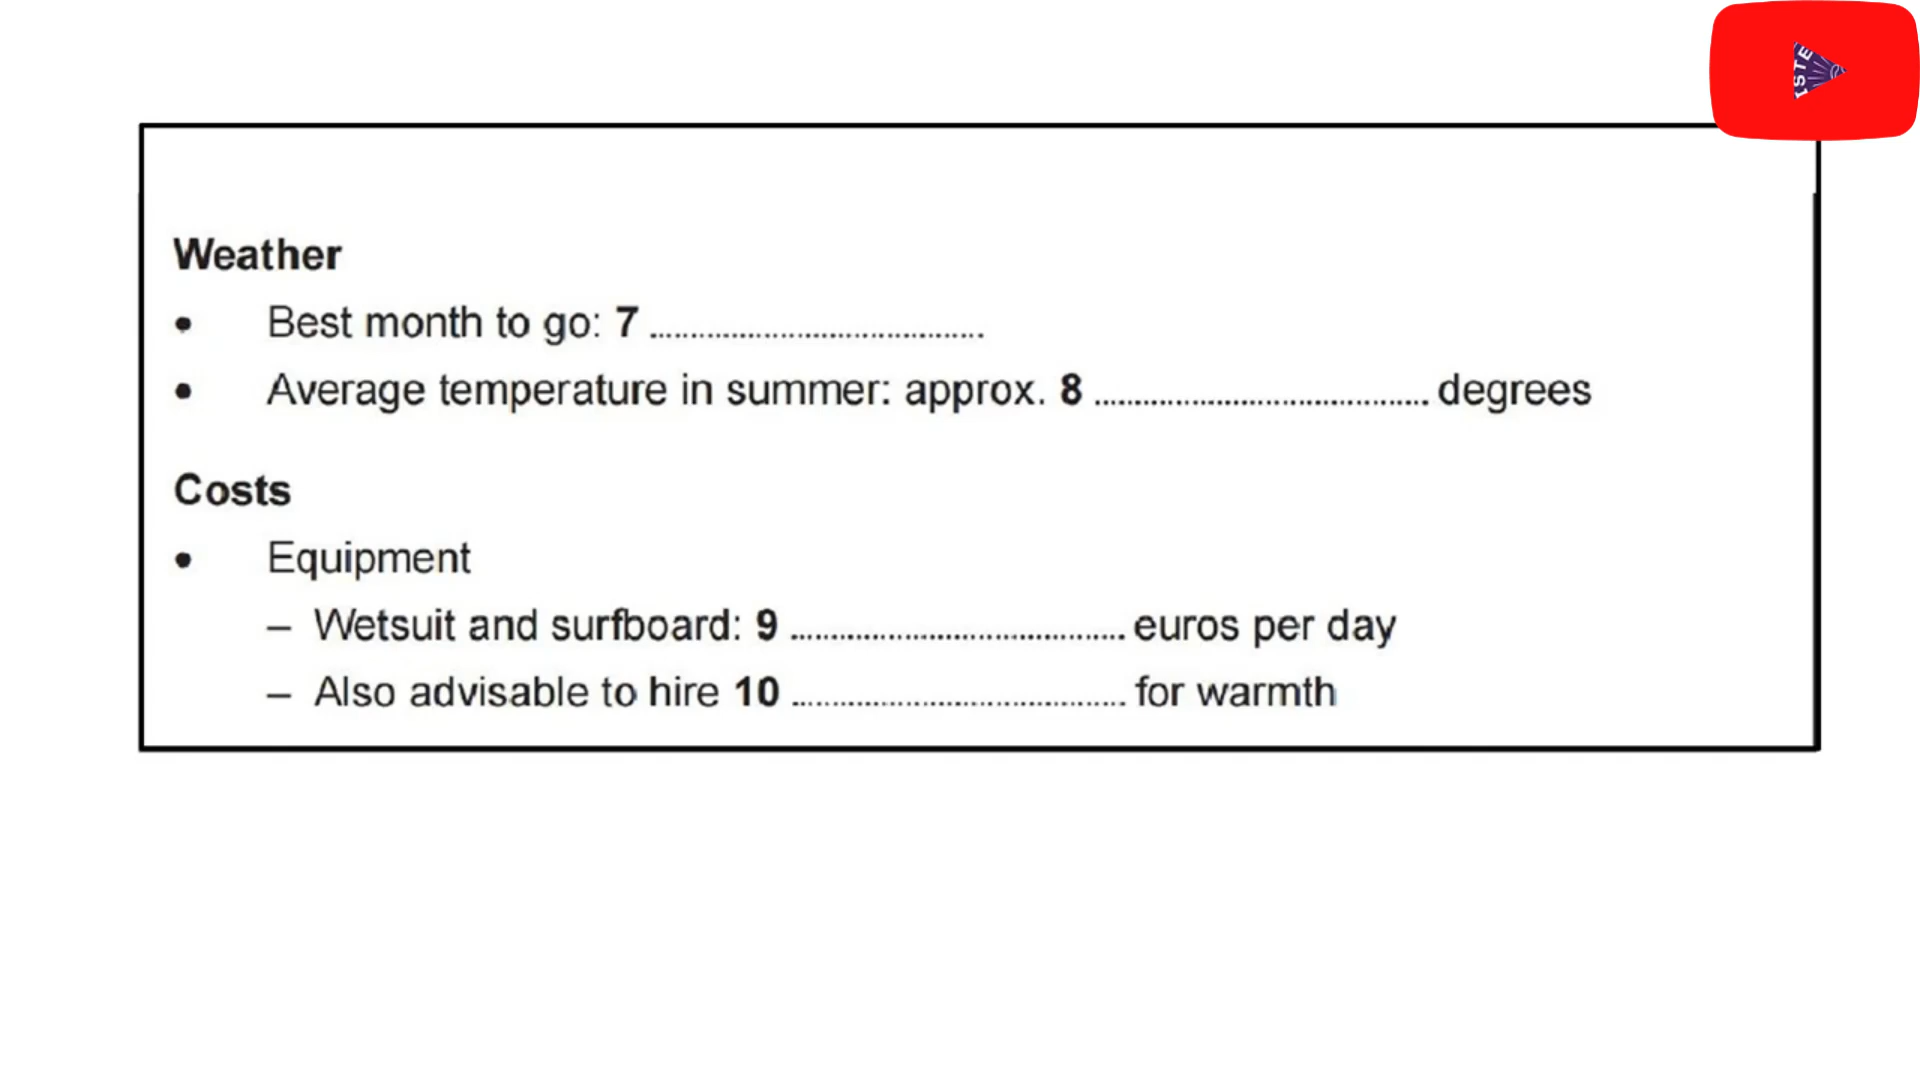 Weather
• Best month to go: 7 ....................................
• Average temperature in summer: approx. 8 .................................... degrees
Costs
• Equipment
– Wetsuit and surfboard: 9 .................................... euros per day
– Also advisable to hire 10 .................................... for warmth